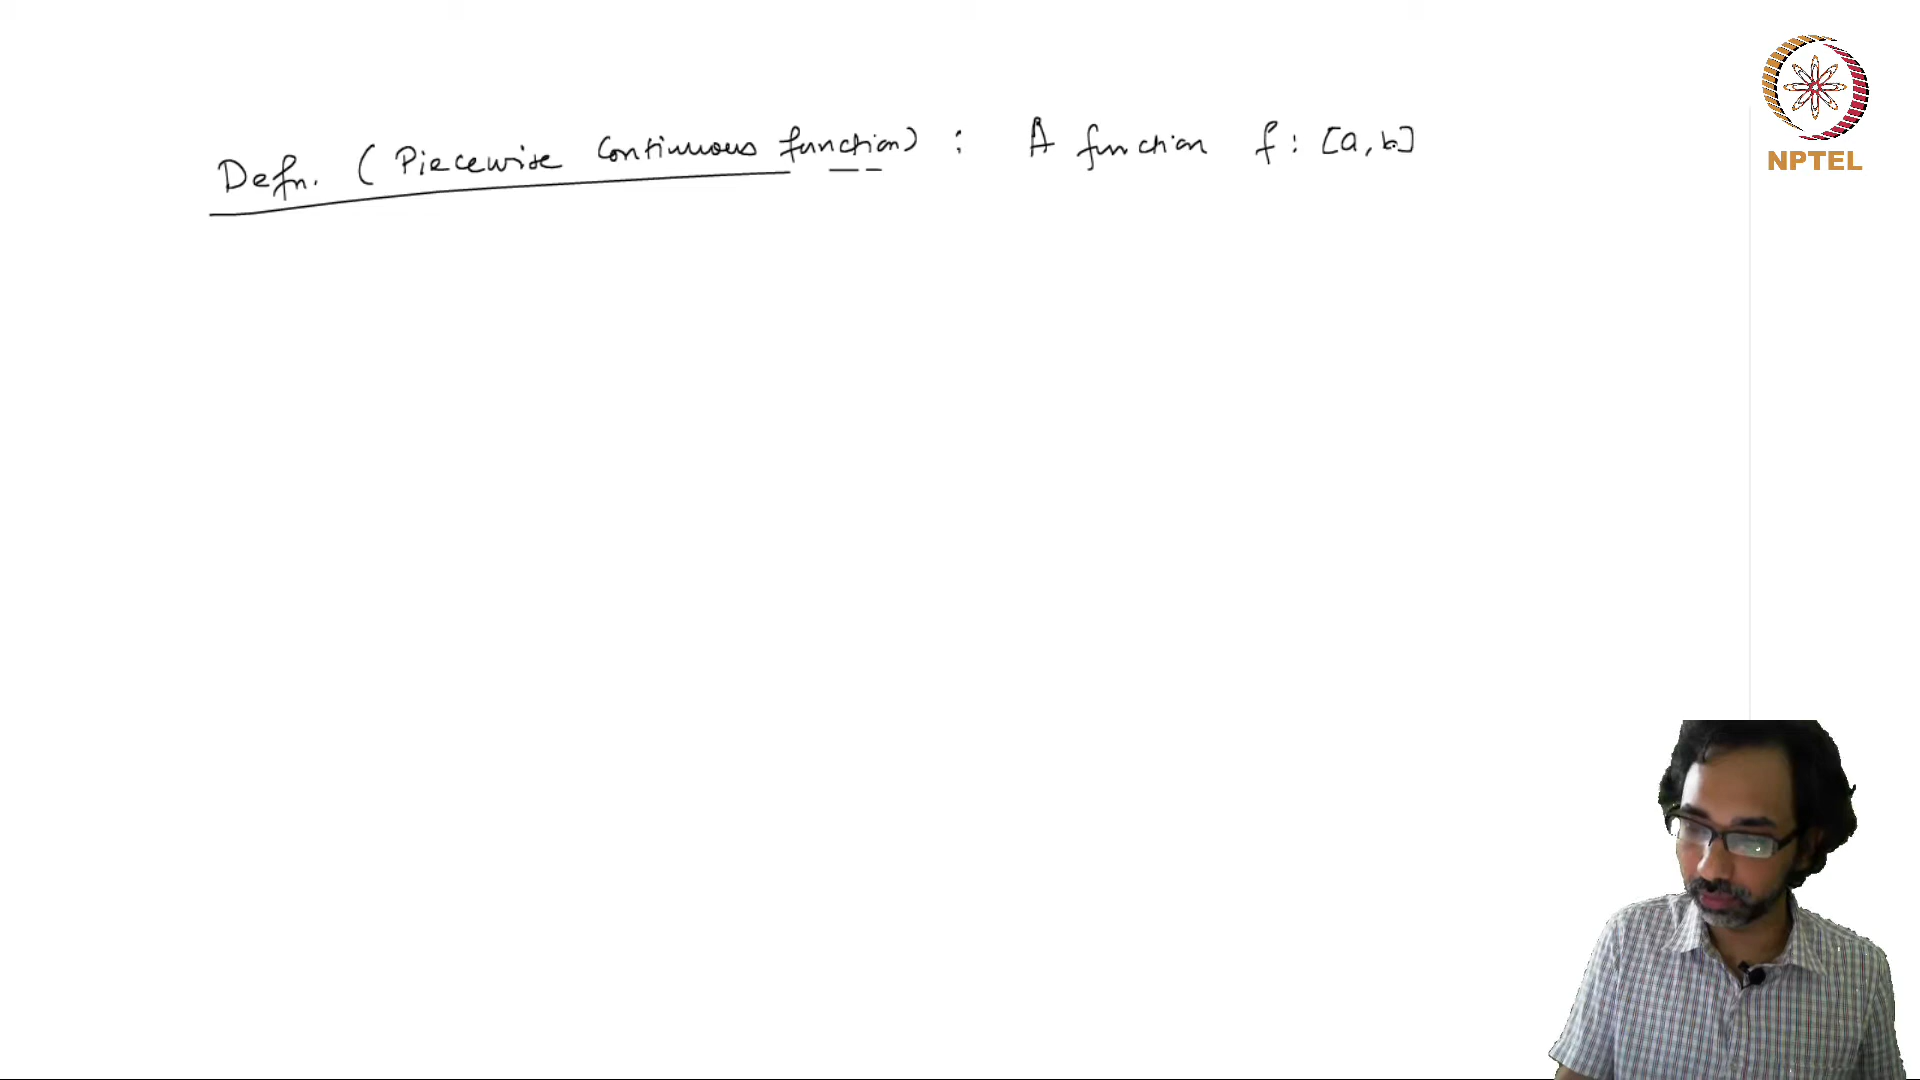 Defn. (Piecewise Continuous function) : A function f : [a, b]
NPTEL